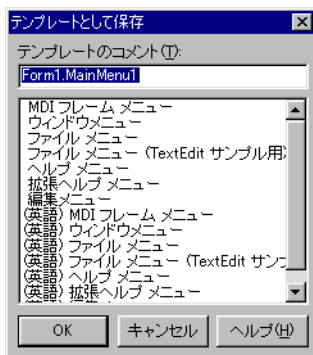 テンプレートとして保存
テンプレートのコメント(T):
Form1.MainMenu1
MDI フレーム メニュー
ウィンドウメニュー
ファイル メニュー
ファイル メニュー (TextEdit サンプル用)
ヘルプ メニュー
拡張ヘルプ メニュー
編集メニュー
(英語) MDI フレーム メニュー
(英語) ウィンドウメニュー
(英語) ファイル メニュー
(英語) ファイル メニュー (TextEdit サンプ
(英語) ヘルプ メニュー
(英語) 拡張ヘルプ メニュー
OK
キャンセル
ヘルプ(H)